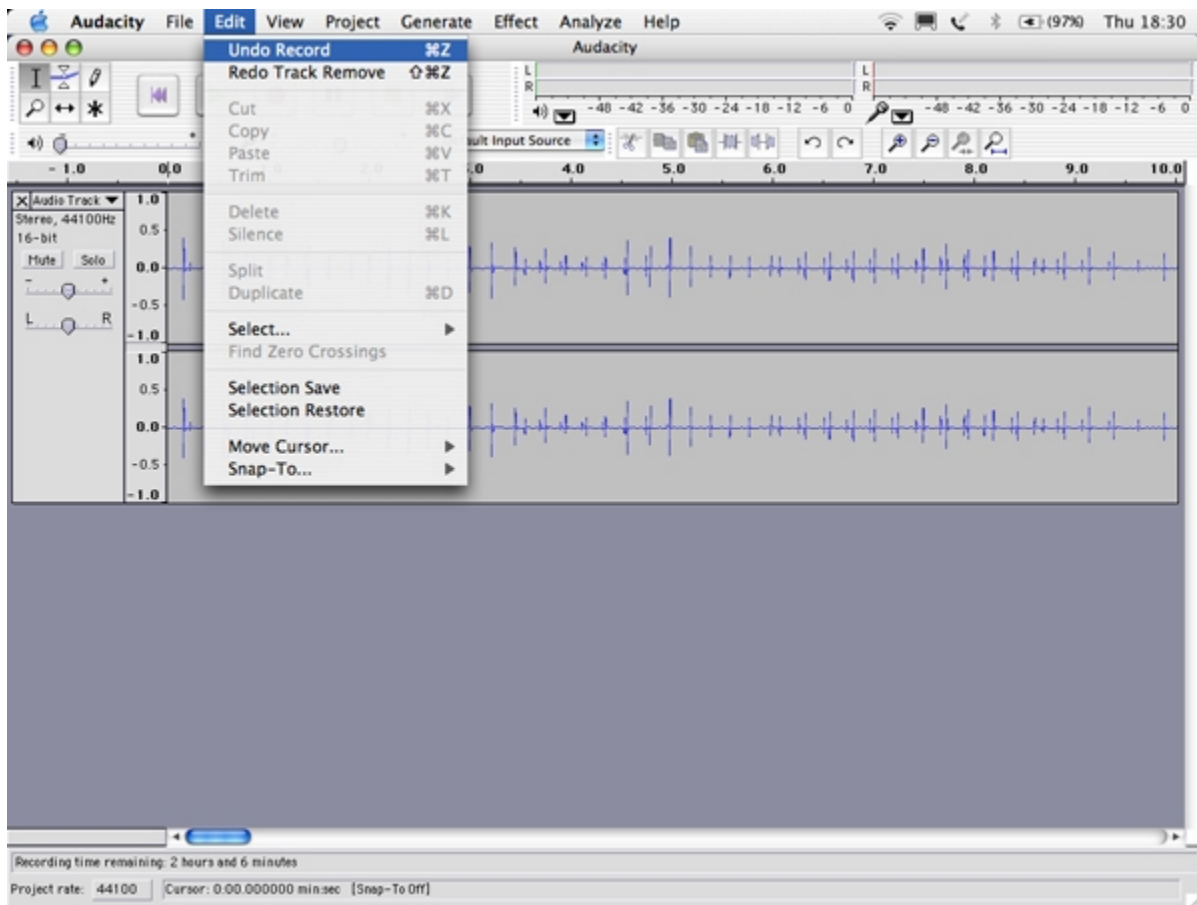 Audacity File Edit View Project Generate Effect Analyze Help (97%) Thu 18:30
Audacity
Undo Record ⌘Z
Redo Track Remove ⇧⌘Z
Cut ⌘X
Copy ⌘C
Paste ⌘V
Trim ⌘T
Delete ⌘K
Silence ⌘L
Split
Duplicate ⌘D
Select...
Find Zero Crossings
Selection Save
Selection Restore
Move Cursor...
Snap-To...
L
R
-48 -42 -36 -30 -24 -18 -12 -6 0
L
R
-48 -42 -36 -30 -24 -18 -12 -6 0
Input Source
- 1.0 0,0 2.0 4.0 5.0 6.0 7.0 8.0 9.0 10.0
X Audio Track
Stereo, 44100Hz
16-bit
Mute Solo
- +
L R
1.0
0.5
0.0
-0.5
-1.0
1.0
0.5
0.0
-0.5
-1.0
Recording time remaining: 2 hours and 6 minutes
Project rate: 44100 Cursor: 0:00.000000 min:sec [Snap-To Off]